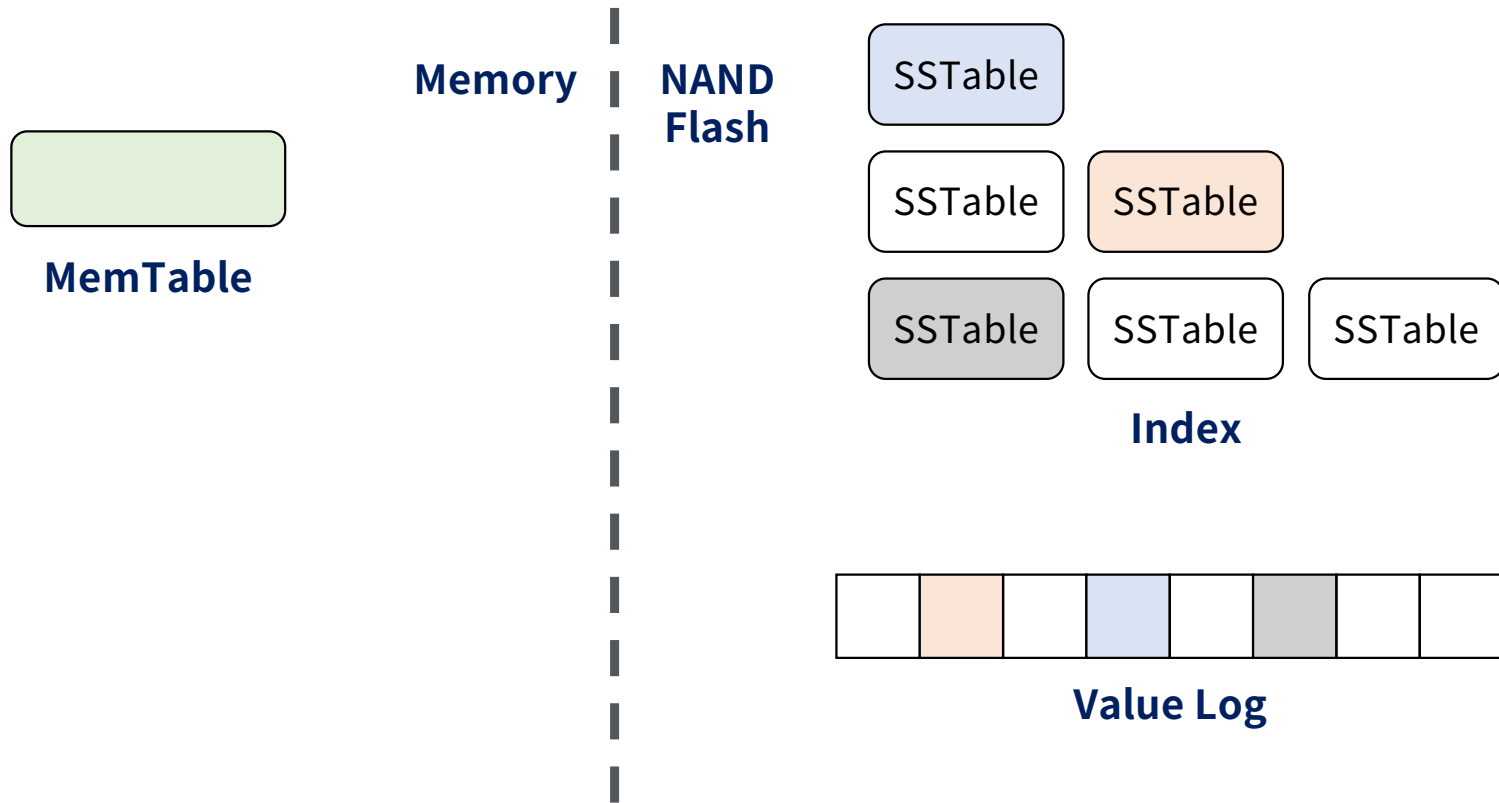 Memory
NAND
Flash
MemTable
SSTable
SSTable
SSTable
SSTable
SSTable
SSTable
Index
Value Log